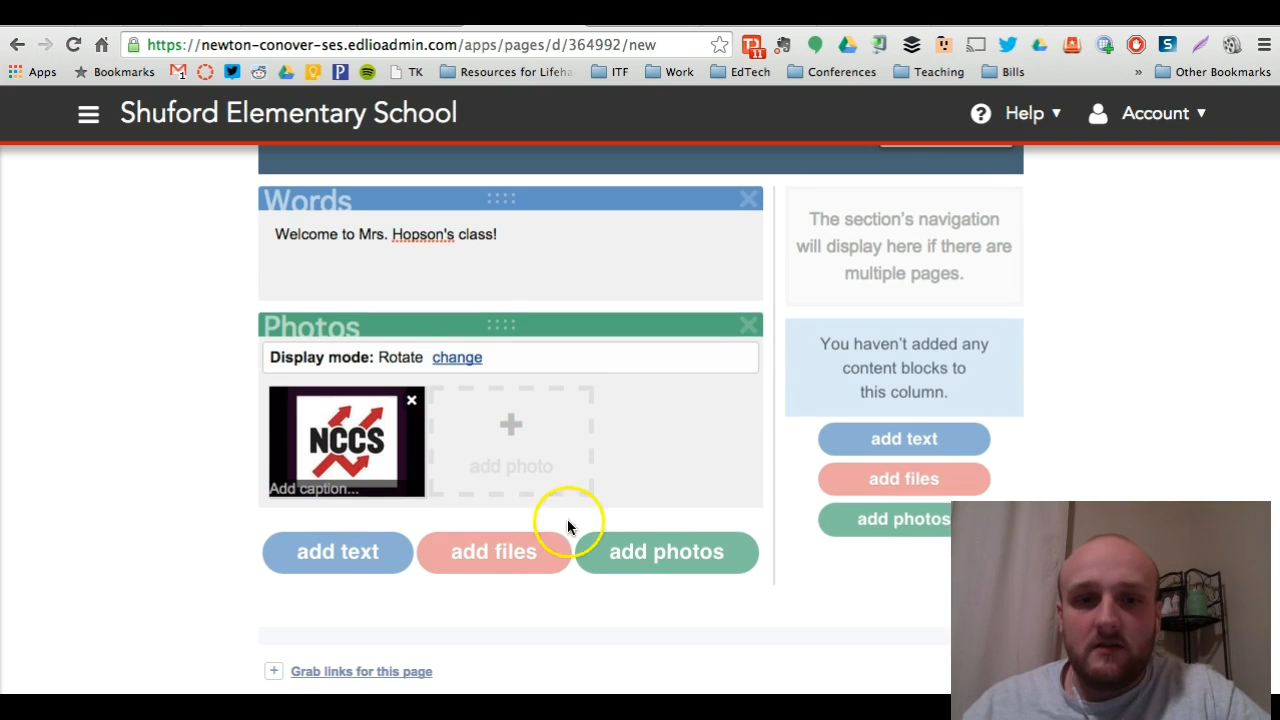 https://newton-conover-ses.edlioadmin.com/apps/pages/d/364992/new
11
Apps Bookmarks TK Resources for Lifeha ITF Work EdTech Conferences Teaching Bills » Other Bookmarks
Shuford Elementary School
? Help ▼ Account ▼
Words
Welcome to Mrs. Hopson's class!
Photos
Display mode: Rotate change
NCCS
Add caption...
+
add photo
add text add files add photos
+ Grab links for this page
The section's navigation
will display here if there are
multiple pages.
You haven't added any
content blocks to
this column.
add text
add files
add photos